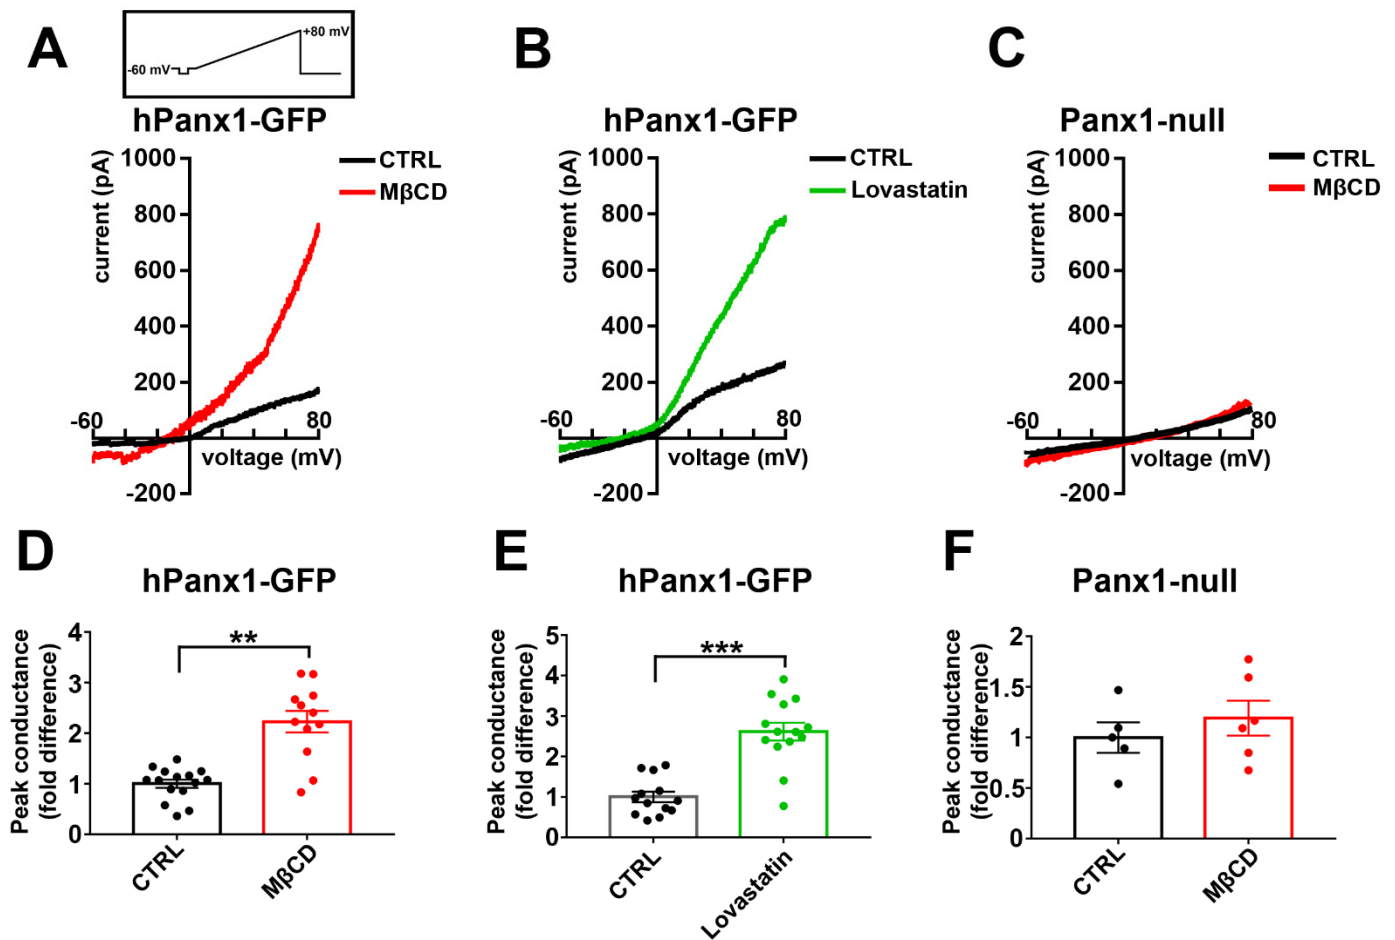 A
-60 mV
+80 mV
hPanx1-GFP
CTRL
MβCD
current (pA)
1000
800
600
400
200
-60
80
voltage (mV)
-200
B
hPanx1-GFP
CTRL
Lovastatin
current (pA)
1000
800
600
400
200
-60
80
voltage (mV)
-200
C
Panx1-null
CTRL
MβCD
current (pA)
1000
800
600
400
200
-60
80
voltage (mV)
-200
D
hPanx1-GFP
Peak conductance
(fold difference)
4
3
2
1
0
**
CTRL
MβCD
E
hPanx1-GFP
Peak conductance
(fold difference)
5
4
3
2
1
0
***
CTRL
Lovastatin
F
Panx1-null
Peak conductance
(fold difference)
2
1.5
1
0.5
0
CTRL
MβCD